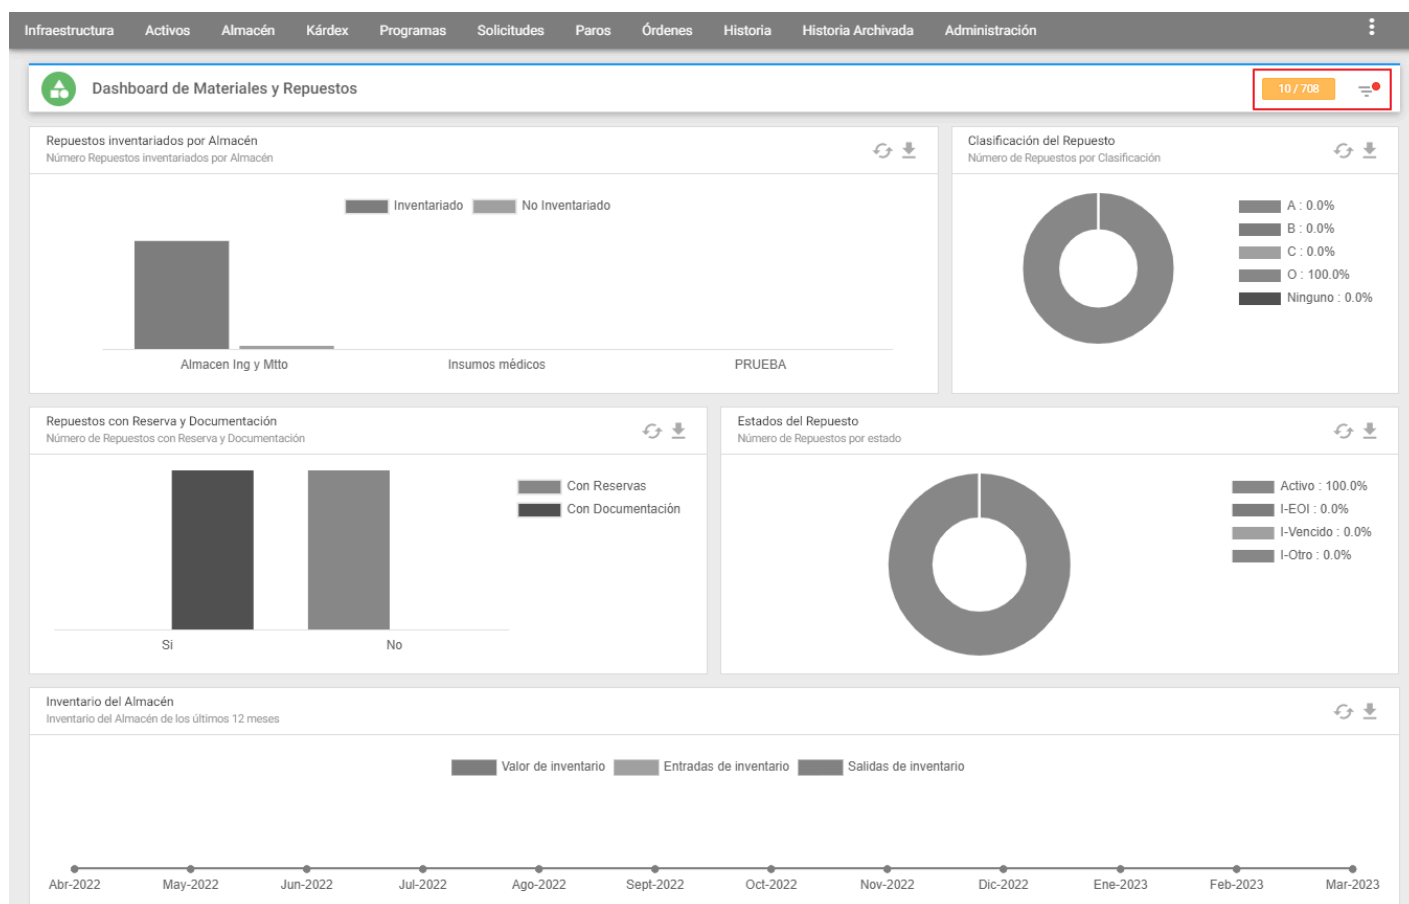 Infraestructura Activos Almacén Kárdex Programas Solicitudes Paros Órdenes Historia Historia Archivada Administración
Dashboard de Materiales y Repuestos
10 / 708
Repuestos inventariados por Almacén
Número Repuestos inventariados por Almacén
Inventariado No Inventariado
Almacen Ing y Mtto Insumos médicos PRUEBA
Clasificación del Repuesto
Número de Repuestos por Clasificación
A : 0.0%
B : 0.0%
C : 0.0%
O : 100.0%
Ninguno : 0.0%
Repuestos con Reserva y Documentación
Número de Repuestos con Reserva y Documentación
Con Reservas
Con Documentación
Si No
Estados del Repuesto
Número de Repuestos por estado
Activo : 100.0%
I-EOI : 0.0%
I-Vencido : 0.0%
I-Otro : 0.0%
Inventario del Almacén
Inventario del Almacén de los últimos 12 meses
Valor de inventario Entradas de inventario Salidas de inventario
Abr-2022 May-2022 Jun-2022 Jul-2022 Ago-2022 Sept-2022 Oct-2022 Nov-2022 Dic-2022 Ene-2023 Feb-2023 Mar-2023